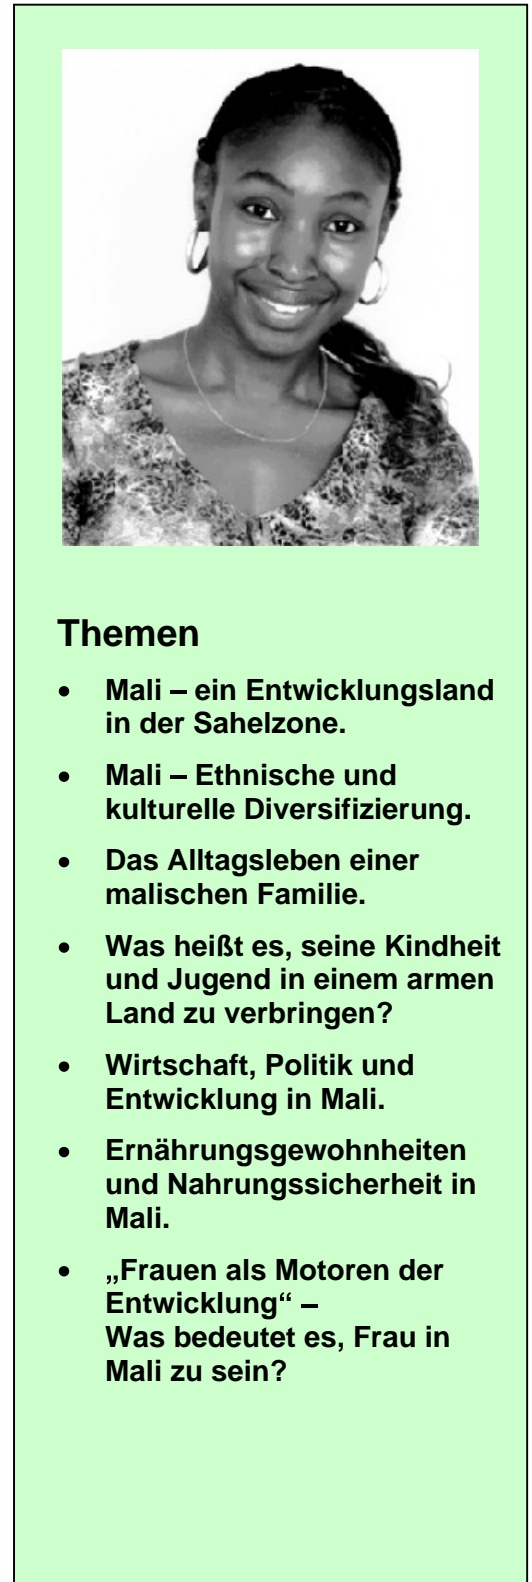 Themen
• Mali – ein Entwicklungsland
in der Sahelzone.
• Mali – Ethnische und
kulturelle Diversifizierung.
• Das Alltagsleben einer
malischen Familie.
• Was heißt es, seine Kindheit
und Jugend in einem armen
Land zu verbringen?
• Wirtschaft, Politik und
Entwicklung in Mali.
• Ernährungsgewohnheiten
und Nahrungssicherheit in
Mali.
• „Frauen als Motoren der
Entwicklung“ –
Was bedeutet es, Frau in
Mali zu sein?